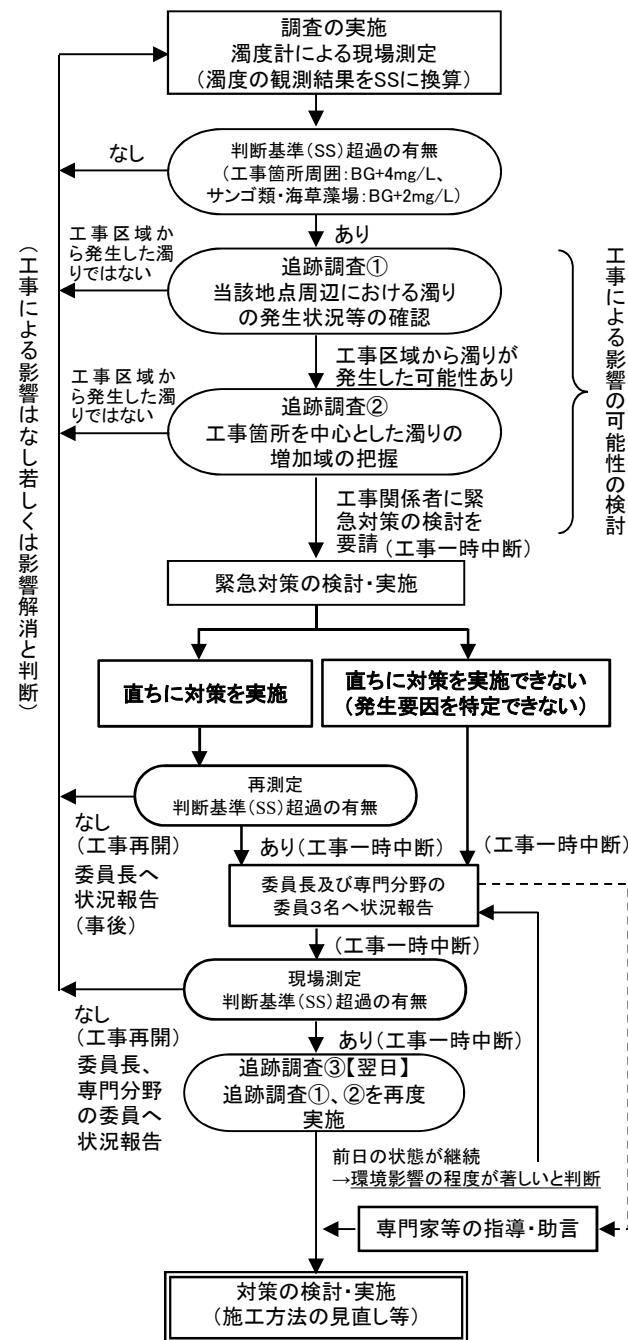 調査の実施
濁度計による現場測定
(濁度の観測結果をSSに換算)
なし
判断基準(SS)超過の有無
(工事箇所周囲:BG+4mg/L、
サンゴ類・海草藻場:BG+2mg/L)
あり
工事区域か
ら発生した濁
りではない
追跡調査①
当該地点周辺における濁り
の発生状況等の確認
工事区域から濁りが
発生した可能性あり
工事区域か
ら発生した濁
りではない
追跡調査②
工事箇所を中心とした濁りの
増加域の把握
工事による影響の可能性の検討
工事関係者に緊
急対策の検討を
要請(工事一時中断)
(工事による影響はなし若しくは影響解消と判断)
緊急対策の検討・実施
直ちに対策を実施
直ちに対策を実施できない
(発生要因を特定できない)
再測定
判断基準(SS)超過の有無
なし
(工事再開)
委員長へ
状況報告
(事後)
あり(工事一時中断)
(工事一時中断)
委員長及び専門分野の
委員3名へ状況報告
(工事一時中断)
現場測定
判断基準(SS)超過の有無
なし
(工事再開)
委員長、
専門分野
の委員へ
状況報告
あり(工事一時中断)
追跡調査③【翌日】
追跡調査①、②を再度
実施
前日の状態が継続
→環境影響の程度が著しいと判断
専門家等の指導・助言
対策の検討・実施
(施工方法の見直し等)